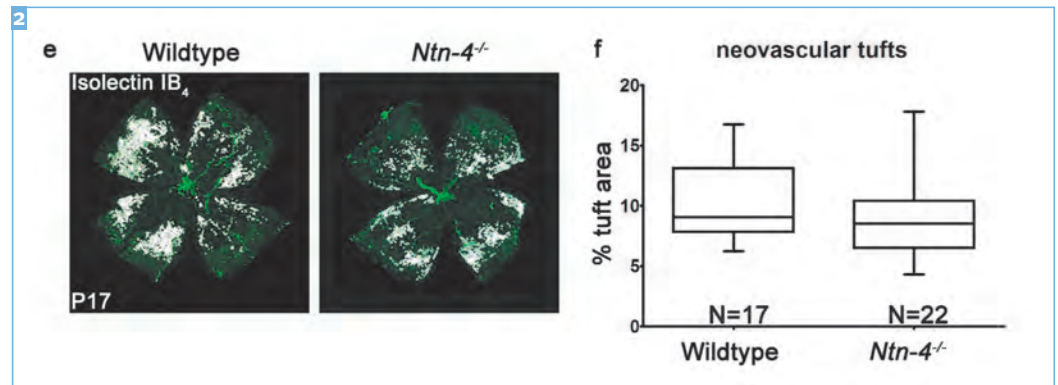 2
e
Wildtype
Ntn-4-/-
Isolectin IB4
P17
f
neovascular tufts
% tuft area
20
15
10
5
0
N=17
N=22
Wildtype
Ntn-4-/-